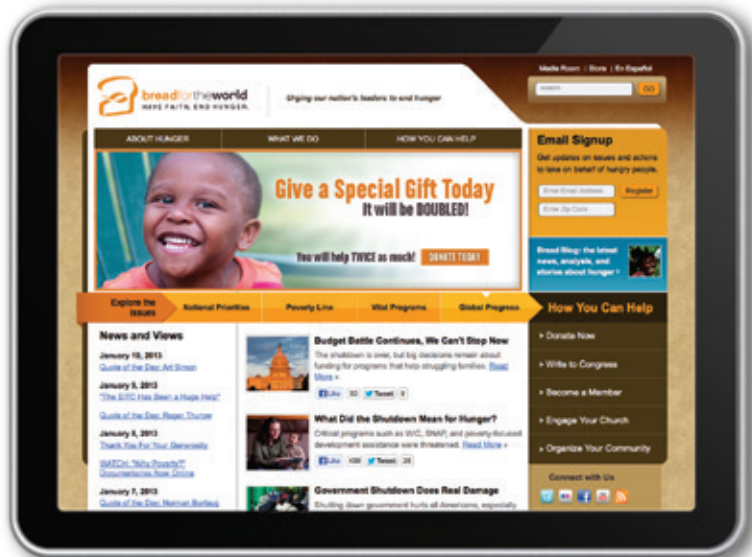 Media Room | Store | En Español
breadfortheworld
HAVE FAITH. END HUNGER.
Urging our nation's leaders to end hunger
search
GO
ABOUT HUNGER
WHAT WE DO
HOW YOU CAN HELP
Give a Special Gift Today
It will be DOUBLED!
You will help TWICE as much!
DONATE TODAY
Email Signup
Get updates on issues and actions
to take on behalf of hungry people.
Enter Email Address
Register
Enter Zip Code
Bread Blog: the latest
news, analysis, and
stories about hunger
Explore the
Issues
National Priorities
Poverty Line
Vital Programs
Global Progress
How You Can Help
Donate Now
Write to Congress
Become a Member
Engage Your Church
Organize Your Community
Connect with Us
News and Views
January 10, 2013
Quote of the Day: Art Simon
January 9, 2013
"The EITC Has Been a Huge Help"
Quote of the Day: Roger Thurow
January 8, 2013
Thank You For Your Generosity
WATCH: "Why Poverty?"
Documentaries Now Online
January 7, 2013
Quote of the Day: Norman Borlaug
Budget Battle Continues, We Can't Stop Now
The shutdown is over, but big decisions remain about
funding for programs that help struggling families. Read
More »
Like
Tweet
What Did the Shutdown Mean for Hunger?
Critical programs such as WIC, SNAP, and poverty-focused
development assistance were threatened. Read More »
Like
Tweet
Government Shutdown Does Real Damage
Shutting down government hurts all Americans, especially